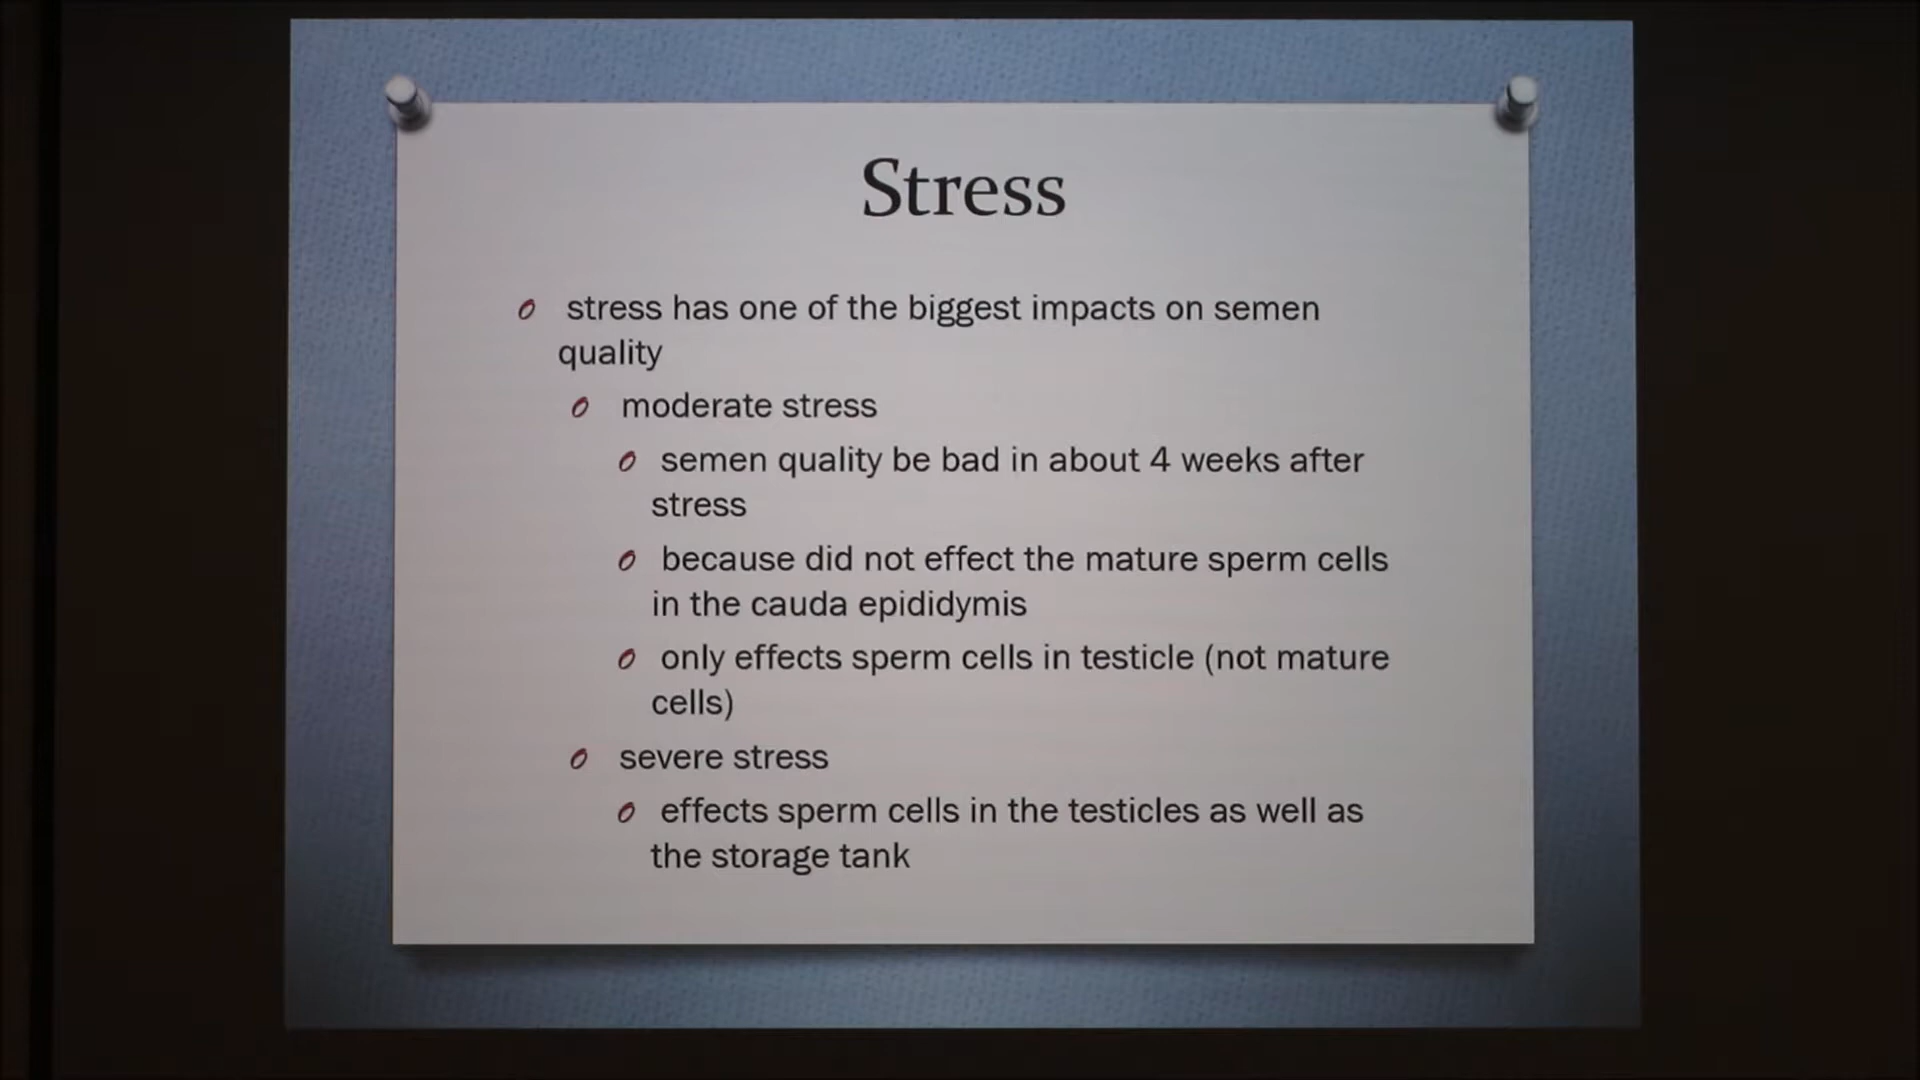 Stress
stress has one of the biggest impacts on semen
quality
moderate stress
semen quality be bad in about 4 weeks after
stress
because did not effect the mature sperm cells
in the cauda epididymis
only effects sperm cells in testicle (not mature
cells)
severe stress
effects sperm cells in the testicles as well as
the storage tank